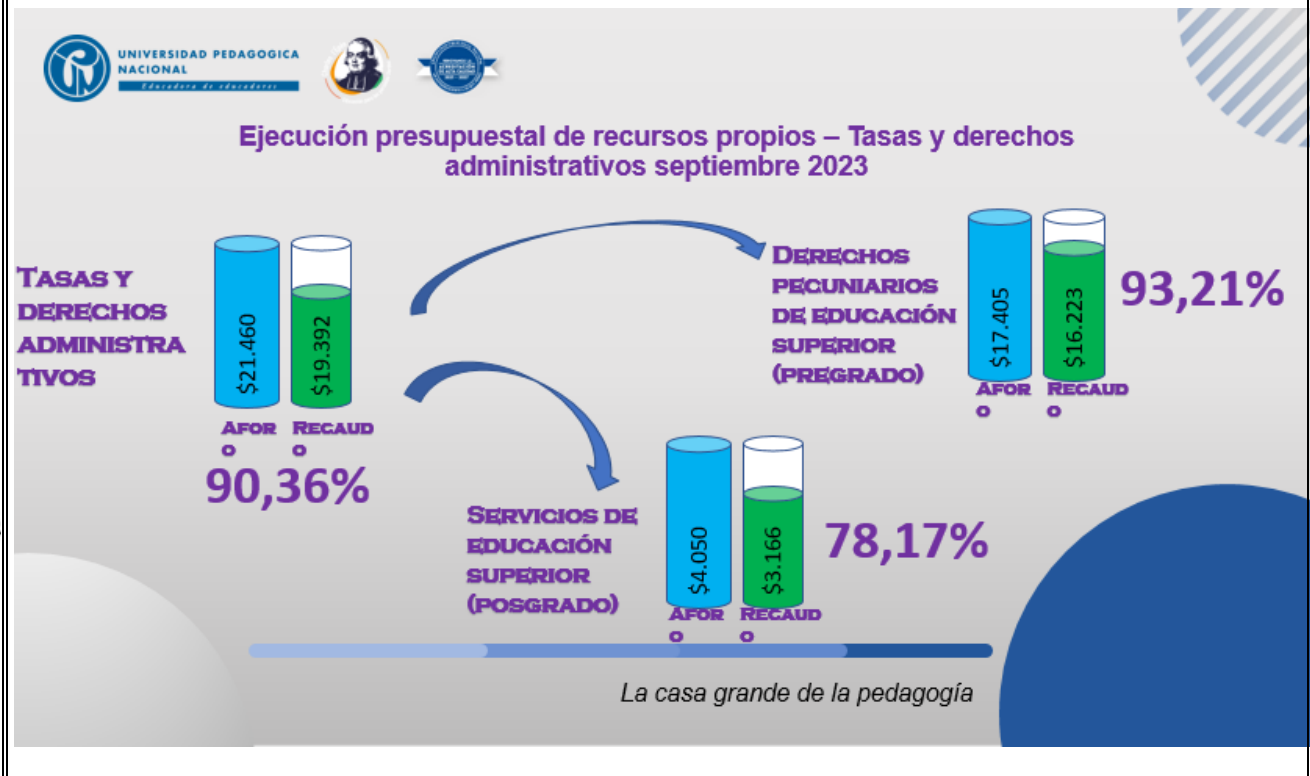 UNIVERSIDAD PEDAGOGICA
NACIONAL
Educadora de educadores
Ejecución presupuestal de recursos propios – Tasas y derechos
administrativos septiembre 2023
TASAS Y
DERECHOS
ADMINISTRA
TIVOS
$21.460
$19.392
AFOR
O
RECAUD
O
90,36%
DERECHOS
PECUNIARIOS
DE EDUCACIÓN
SUPERIOR
(PREGRADO)
$17.405
$16.223
AFOR
O
RECAUD
O
93,21%
SERVICIOS DE
EDUCACIÓN
SUPERIOR
(POSGRADO)
$4.050
$3.166
AFOR
O
RECAUD
O
78,17%
La casa grande de la pedagogía